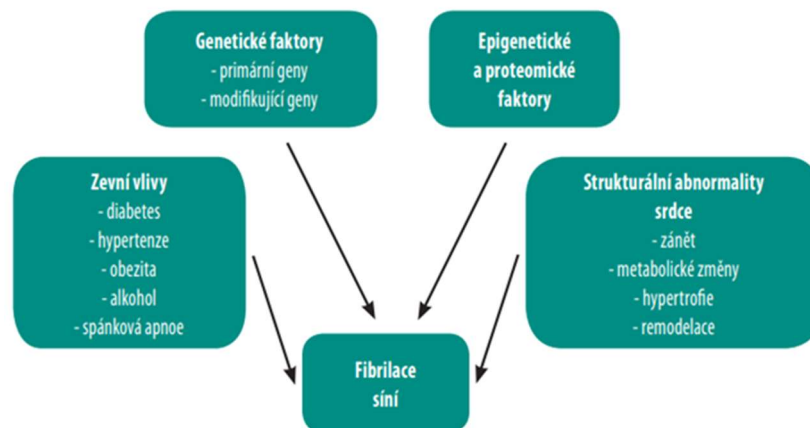 Genetické faktory
- primární geny
- modifikující geny
Epigenetické
a proteomické
faktory
Zevní vlivy
- diabetes
- hypertenze
- obezita
- alkohol
- spánková apnoe
Strukturální abnormality
srdce
- zánět
- metabolické změny
- hypertrofie
- remodelace
Fibrilace
síní